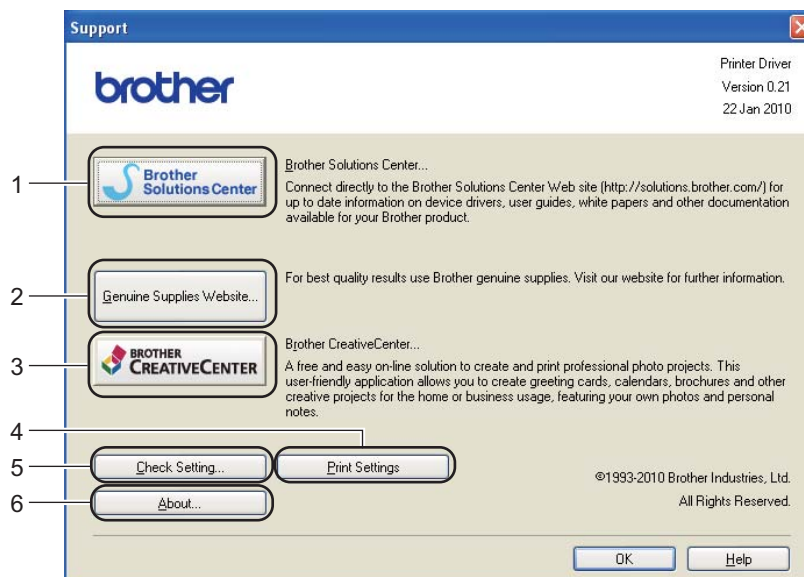 Support
brother
Printer Driver
Version 0.21
22 Jan 2010
1
Brother
Solutions Center
Brother Solutions Center...
Connect directly to the Brother Solutions Center Web site (http://solutions.brother.com/) for
up to date information on device drivers, user guides, white papers and other documentation
available for your Brother product.
2
Genuine Supplies Website...
For best quality results use Brother genuine supplies. Visit our website for further information.
3
BROTHER
CREATIVECENTER
Brother CreativeCenter...
A free and easy on-line solution to create and print professional photo projects. This
user-friendly application allows you to create greeting cards, calendars, brochures and other
creative projects for the home or business usage, featuring your own photos and personal
notes.
4
5
Check Setting...
Print Settings
6
About...
©1993-2010 Brother Industries, Ltd.
All Rights Reserved.
OK
Help